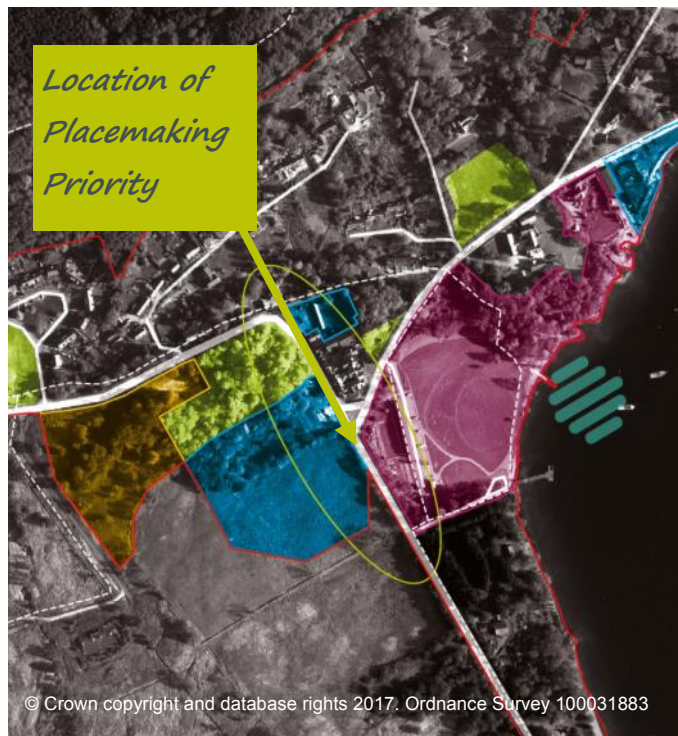 Location of
Placemaking
Priority
© Crown copyright and database rights 2017. Ordnance Survey 100031883